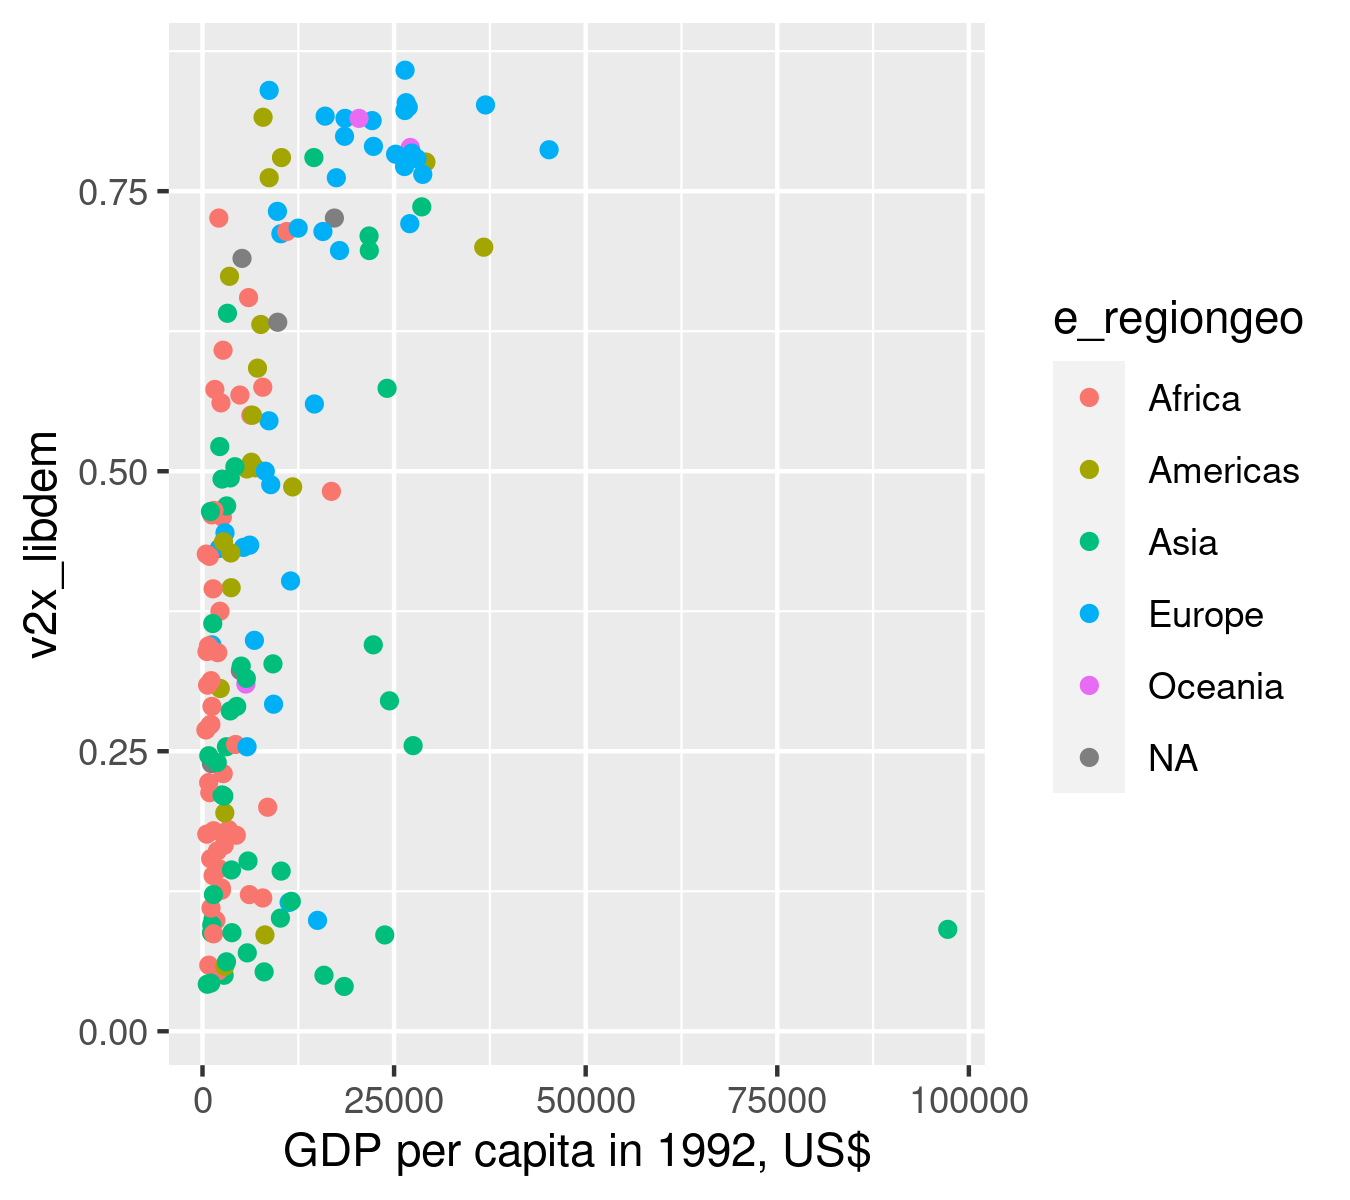 0.75
0.50
0.25
0.00
v2x_libdem
0 25000 50000 75000 100000
GDP per capita in 1992, US$
e_regiongeo
Africa
Americas
Asia
Europe
Oceania
NA